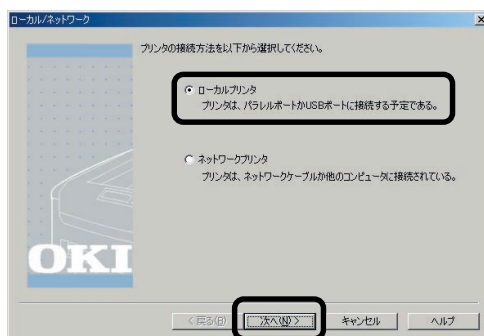 ローカル/ネットワーク
プリンタの接続方法を以下から選択してください。
ローカルプリンタ
プリンタは、パラレルポートかUSBポートに接続する予定である。
ネットワークプリンタ
プリンタは、ネットワークケーブルか他のコンピュータに接続されている。
OKI
< 戻る(B) 次へ(N) > キャンセル ヘルプ